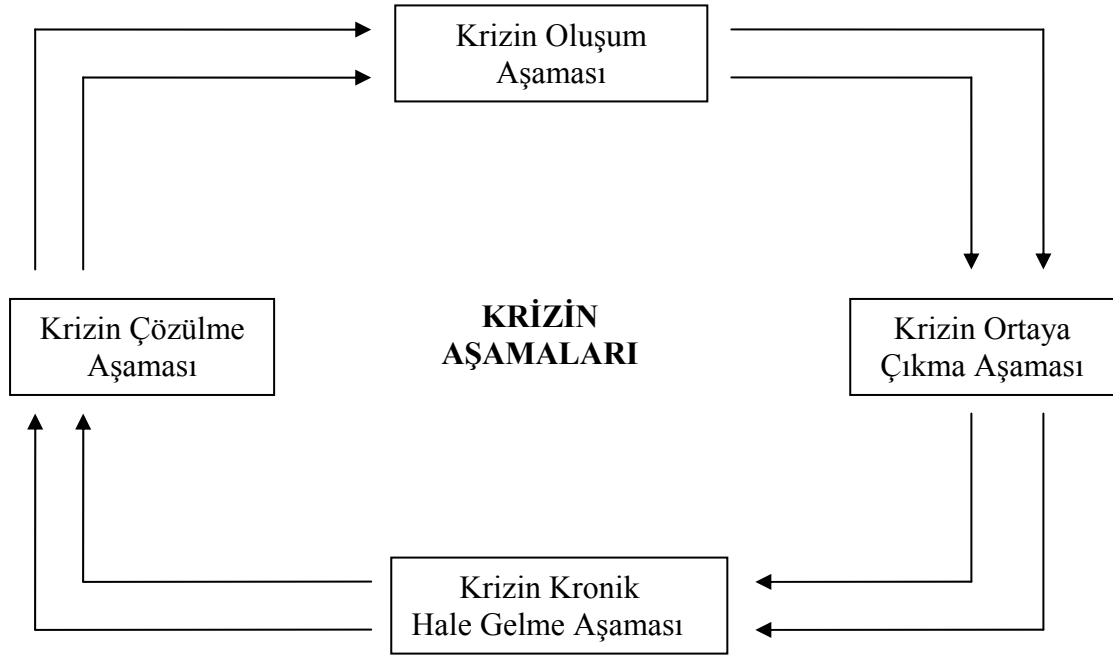 Krizin Oluşum
Aşaması
Krizin Çözülme
Aşaması
KRİZİN
AŞAMALARI
Krizin Ortaya
Çıkma Aşaması
Krizin Kronik
Hale Gelme Aşaması